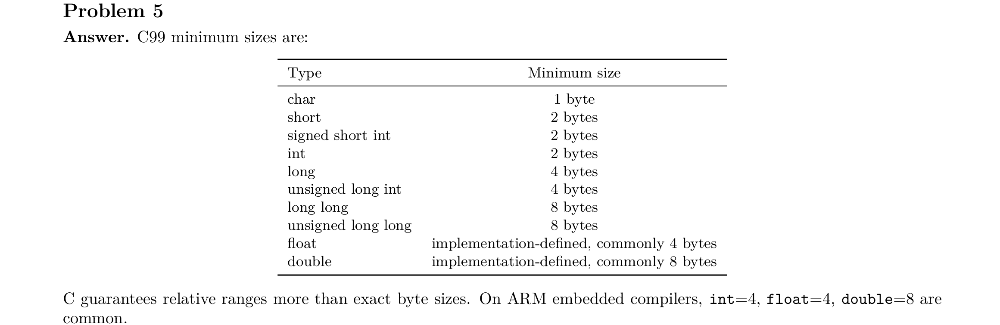 Problem 5
Answer. C99 minimum sizes are:
Type Minimum size
char 1 byte
short 2 bytes
signed short int 2 bytes
int 2 bytes
long 4 bytes
unsigned long int 4 bytes
long long 8 bytes
unsigned long long 8 bytes
float implementation-defined, commonly 4 bytes
double implementation-defined, commonly 8 bytes
C guarantees relative ranges more than exact byte sizes. On ARM embedded compilers, int=4, float=4, double=8 are
common.